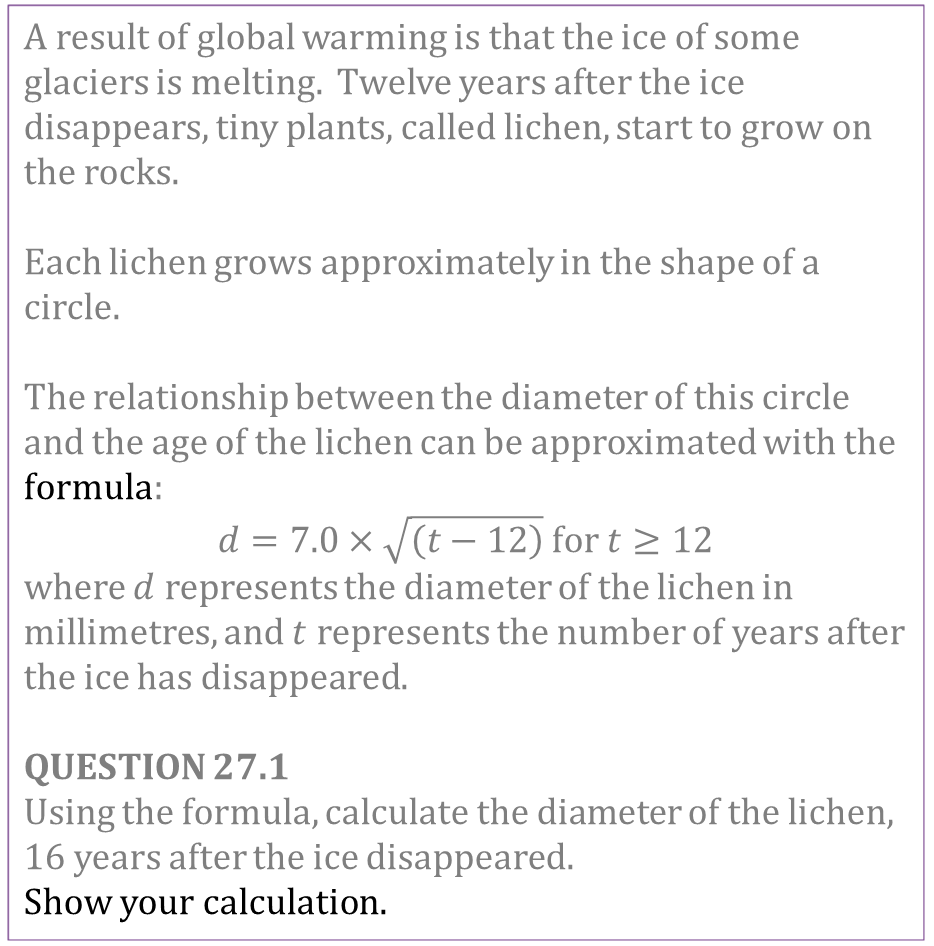 A result of global warming is that the ice of some
glaciers is melting. Twelve years after the ice
disappears, tiny plants, called lichen, start to grow on
the rocks.
Each lichen grows approximately in the shape of a
circle.
The relationship between the diameter of this circle
and the age of the lichen can be approximated with the
formula:
d = 7.0 × √(t − 12) for t ≥ 12
where d represents the diameter of the lichen in
millimetres, and t represents the number of years after
the ice has disappeared.
QUESTION 27.1
Using the formula, calculate the diameter of the lichen,
16 years after the ice disappeared.
Show your calculation.